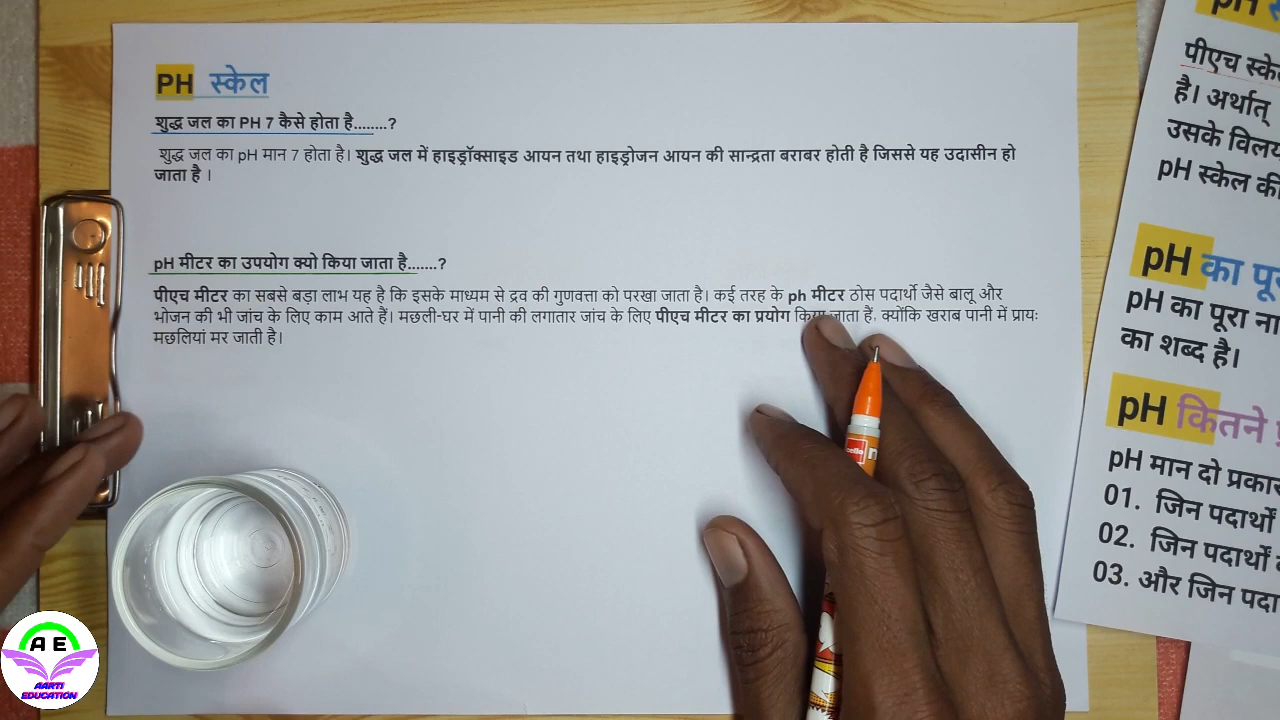 PH स्केल
शुद्ध जल का PH 7 कैसे होता है........?
शुद्ध जल का pH मान 7 होता है। शुद्ध जल में हाइड्रॉक्साइड आयन तथा हाइड्रोजन आयन की सान्द्रता बराबर होती है जिससे यह उदासीन हो
जाता है ।
pH मीटर का उपयोग क्यो किया जाता है.......?
पीएच मीटर का सबसे बड़ा लाभ यह है कि इसके माध्यम से द्रव की गुणवत्ता को परखा जाता है। कई तरह के ph मीटर ठोस पदार्थो जैसे बालू और
भोजन की भी जांच के लिए काम आते हैं। मछली-घर में पानी की लगातार जांच के लिए पीएच मीटर का प्रयोग किया जाता हैं, क्योंकि खराब पानी में प्रायः
मछलियां मर जाती है।
pH
पीएच
है। अर्थात्
उसके
pH स्केल की
pH का
pH का पूरा
का शब्द है।
pH कितने
pH मान दो
01. जिन पदार्थों
02. जिन पदार्थों
03. और जिन
A E
AARTI
EDUCATION